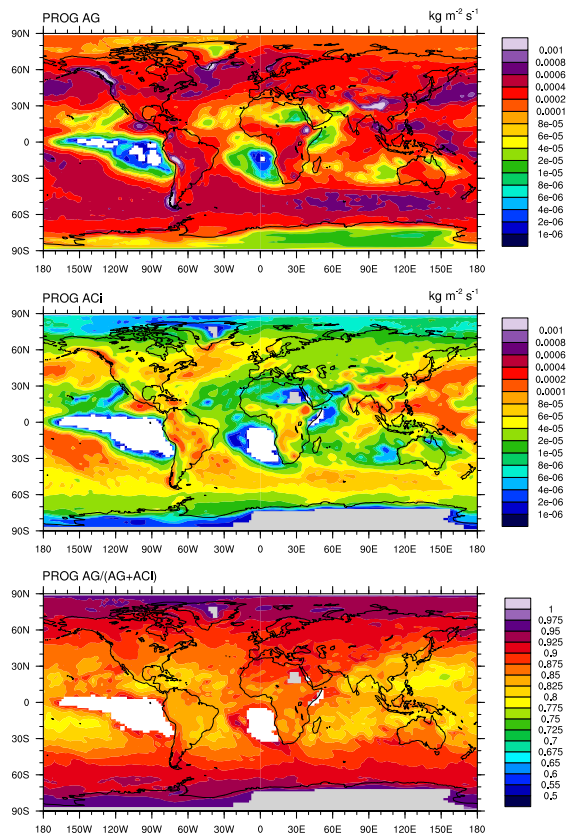 PROG AG kg m⁻² s⁻¹
90N
60N
30N
0
30S
60S
90S
180 150W 120W 90W 60W 30W 0 30E 60E 90E 120E 150E 180
0.001
0.0008
0.0006
0.0004
0.0002
0.0001
8e-05
6e-05
4e-05
2e-05
1e-05
8e-06
6e-06
4e-06
2e-06
1e-06
PROG ACi kg m⁻² s⁻¹
90N
60N
30N
0
30S
60S
90S
180 150W 120W 90W 60W 30W 0 30E 60E 90E 120E 150E 180
0.001
0.0008
0.0006
0.0004
0.0002
0.0001
8e-05
6e-05
4e-05
2e-05
1e-05
8e-06
6e-06
4e-06
2e-06
1e-06
PROG AG/(AG+ACI)
90N
60N
30N
0
30S
60S
90S
180 150W 120W 90W 60W 30W 0 30E 60E 90E 120E 150E 180
1
0.975
0.95
0.925
0.9
0.875
0.85
0.825
0.8
0.775
0.75
0.725
0.7
0.675
0.65
0.625
0.6
0.55
0.5